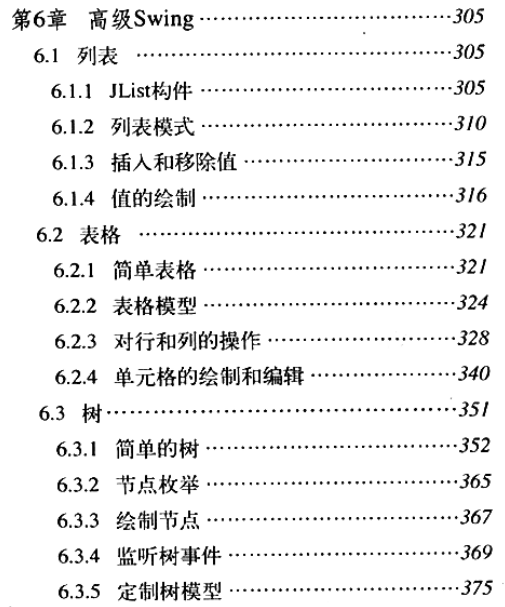 第6章 高级Swing……305
6.1 列表……305
6.1.1 JList构件……305
6.1.2 列表模式……310
6.1.3 插入和移除值……315
6.1.4 值的绘制……316
6.2 表格……321
6.2.1 简单表格……321
6.2.2 表格模型……324
6.2.3 对行和列的操作……328
6.2.4 单元格的绘制和编辑……340
6.3 树……351
6.3.1 简单的树……352
6.3.2 节点枚举……365
6.3.3 绘制节点……367
6.3.4 监听树事件……369
6.3.5 定制树模型……375